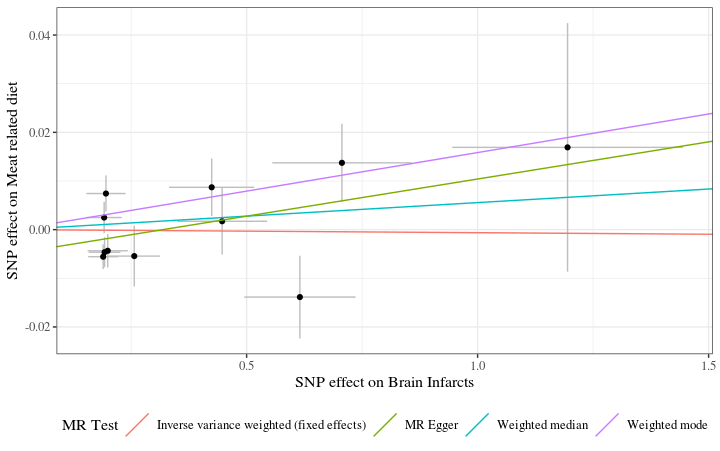 SNP effect on Meat related diet
0.04
0.02
0.00
-0.02
0.5
1.0
1.5
SNP effect on Brain Infarcts
MR Test
Inverse variance weighted (fixed effects)
MR Egger
Weighted median
Weighted mode